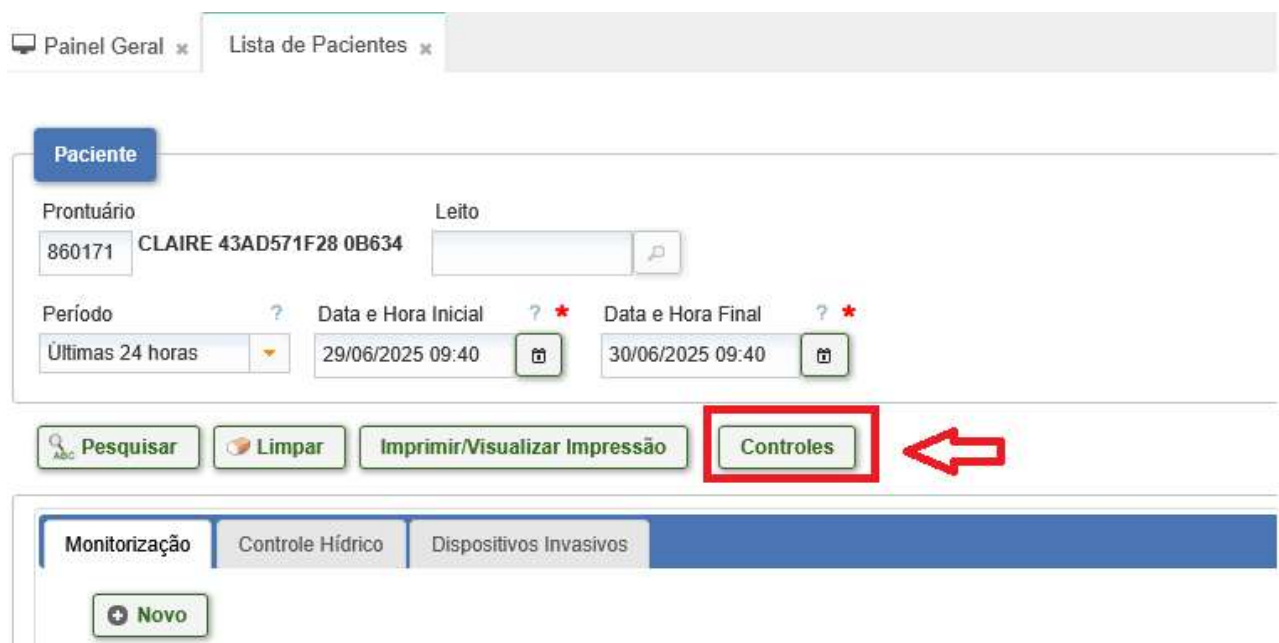 Painel Geral
Lista de Pacientes
Paciente
Prontuário Leito
860171 CLAIRE 43AD571F28 0B634
Período ? Data e Hora Inicial ? * Data e Hora Final ? *
Últimas 24 horas 29/06/2025 09:40 30/06/2025 09:40
Pesquisar Limpar Imprimir/Visualizar Impressão Controles
Monitorização Controle Hídrico Dispositivos Invasivos
Novo